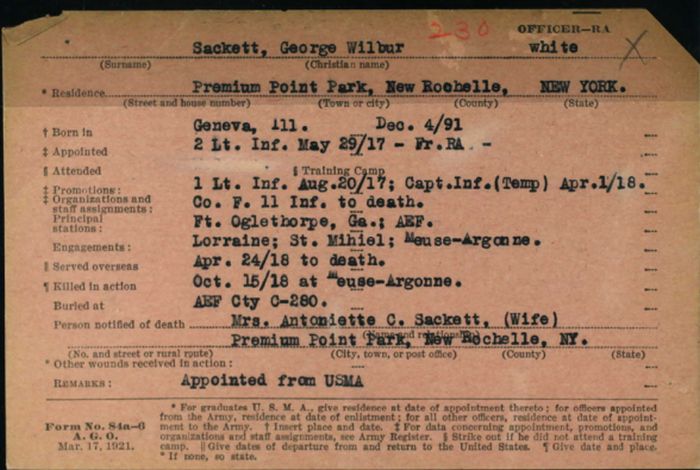 230 OFFICER—RA
Sackett, George Wilbur white X
(Surname) (Christian name)
* Residence Premium Point Park, New Rochelle, NEW YORK.
(Street and house number) (Town or city) (County) (State)
† Born in Geneva, Ill. Dec. 4/91
‡ Appointed 2 Lt. Inf. May 29/17 - Fr.RA. -
§ Attended § Training Camp
‡ Promotions: 1 Lt. Inf. Aug.20/17; Capt.Inf.(Temp) Apr.1/18.
‡ Organizations and staff assignments: Co. F. 11 Inf. to death.
Principal stations: Ft. Oglethorpe, Ga.; AEF.
Engagements: Lorraine; St. Mihiel; Meuse-Argonne.
‖ Served overseas Apr. 24/18 to death.
¶ Killed in action Oct. 15/18 at Meuse-Argonne.
Buried at AEF Cty C-280.
Person notified of death Mrs. Antoniette C. Sackett, (Wife)
(Name and relationship)
Premium Point Park, New Rochelle, NY.
(No. and street or rural route) (City, town, or post office) (County) (State)
* Other wounds received in action:
REMARKS: Appointed from USMA
* For graduates U. S. M. A., give residence at date of appointment thereto; for officers appointed
from the Army, residence at date of enlistment; for all other officers, residence at date of appoint-
ment to the Army. † Insert place and date. ‡ For data concerning appointment, promotions, and
organizations and staff assignments, see Army Register. § Strike out if he did not attend a training
camp. ‖ Give dates of departure from and return to the United States. ¶ Give date and place.
* If none, so state.
Form No. 84a-6
A. G. O.
Mar. 17, 1921.